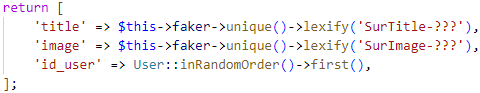 return [
    'title' => $this->faker->unique()->lexify('SurTitle-???'),
    'image' => $this->faker->unique()->lexify('SurImage-???'),
    'id_user' => User::inRandomOrder()->first(),
];